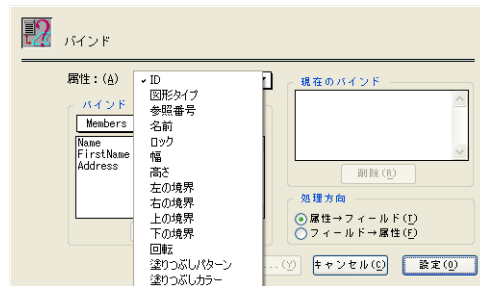 バインド
属性：(A)
✓ID
図形タイプ
参照番号
名前
ロック
幅
高さ
左の境界
右の境界
上の境界
下の境界
回転
塗りつぶしパターン
塗りつぶしカラー
バインド
Members
Name
FirstName
Address
現在のバインド
削除(R)
処理方向
属性→フィールド(I)
フィールド→属性(F)
...(Y)
キャンセル(C)
設定(O)